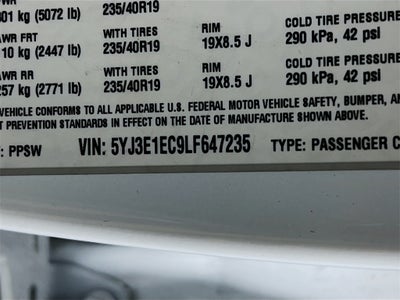 301 kg (5072 lb) 235/40R19
AWR FRT WITH TIRES RIM COLD TIRE PRESSURE
10 kg (2447 lb) 235/40R19 19X8.5 J 290 kPa, 42 psi
AWR RR WITH TIRES RIM COLD TIRE PRESSURE
257 kg (2771 lb) 235/40R19 19X8.5 J 290 kPa, 42 psi
VEHICLE CONFORMS TO ALL APPLICABLE U.S. FEDERAL MOTOR VEHICLE SAFETY, BUMPER, AN
T PREVENTION STANDARDS IN EFFECT ON THE DATE OF MANUFACTURE SHOWN ABOVE.
: PPSW VIN: 5YJ3E1EC9LF647235 TYPE: PASSENGER C